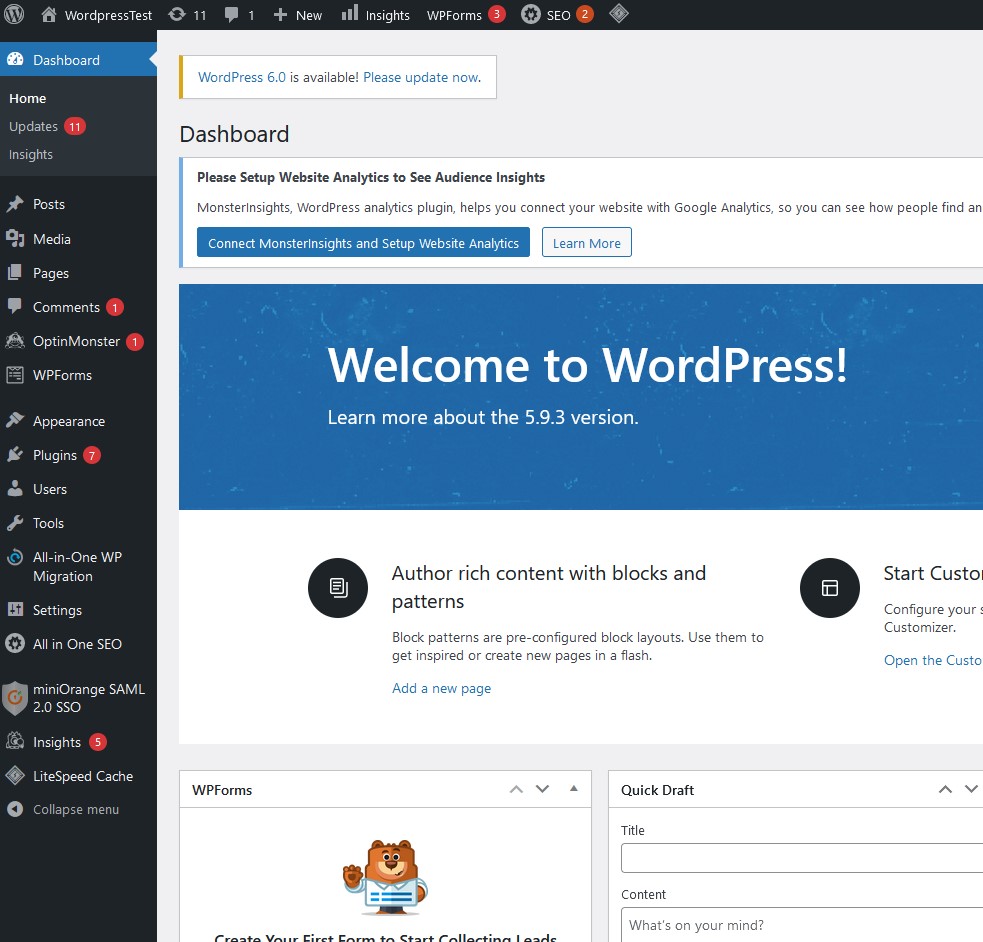 WordpressTest 11 1 New Insights WPForms 3 SEO 2
Dashboard
Home
Updates 11
Insights
Posts
Media
Pages
Comments 1
OptinMonster 1
WPForms
Appearance
Plugins 7
Users
Tools
All-in-One WP
Migration
Settings
All in One SEO
miniOrange SAML
2.0 SSO
Insights 5
LiteSpeed Cache
Collapse menu
WordPress 6.0 is available! Please update now.
Dashboard
Please Setup Website Analytics to See Audience Insights
MonsterInsights, WordPress analytics plugin, helps you connect your website with Google Analytics, so you can see how people find an
Connect MonsterInsights and Setup Website Analytics
Learn More
Welcome to WordPress!
Learn more about the 5.9.3 version.
Author rich content with blocks and
patterns
Block patterns are pre-configured block layouts. Use them to
get inspired or create new pages in a flash.
Add a new page
Start Custo
Configure your s
Customizer.
Open the Custo
WPForms
Create Your First Form to Start Collecting Leads
Quick Draft
Title
Content
What's on your mind?